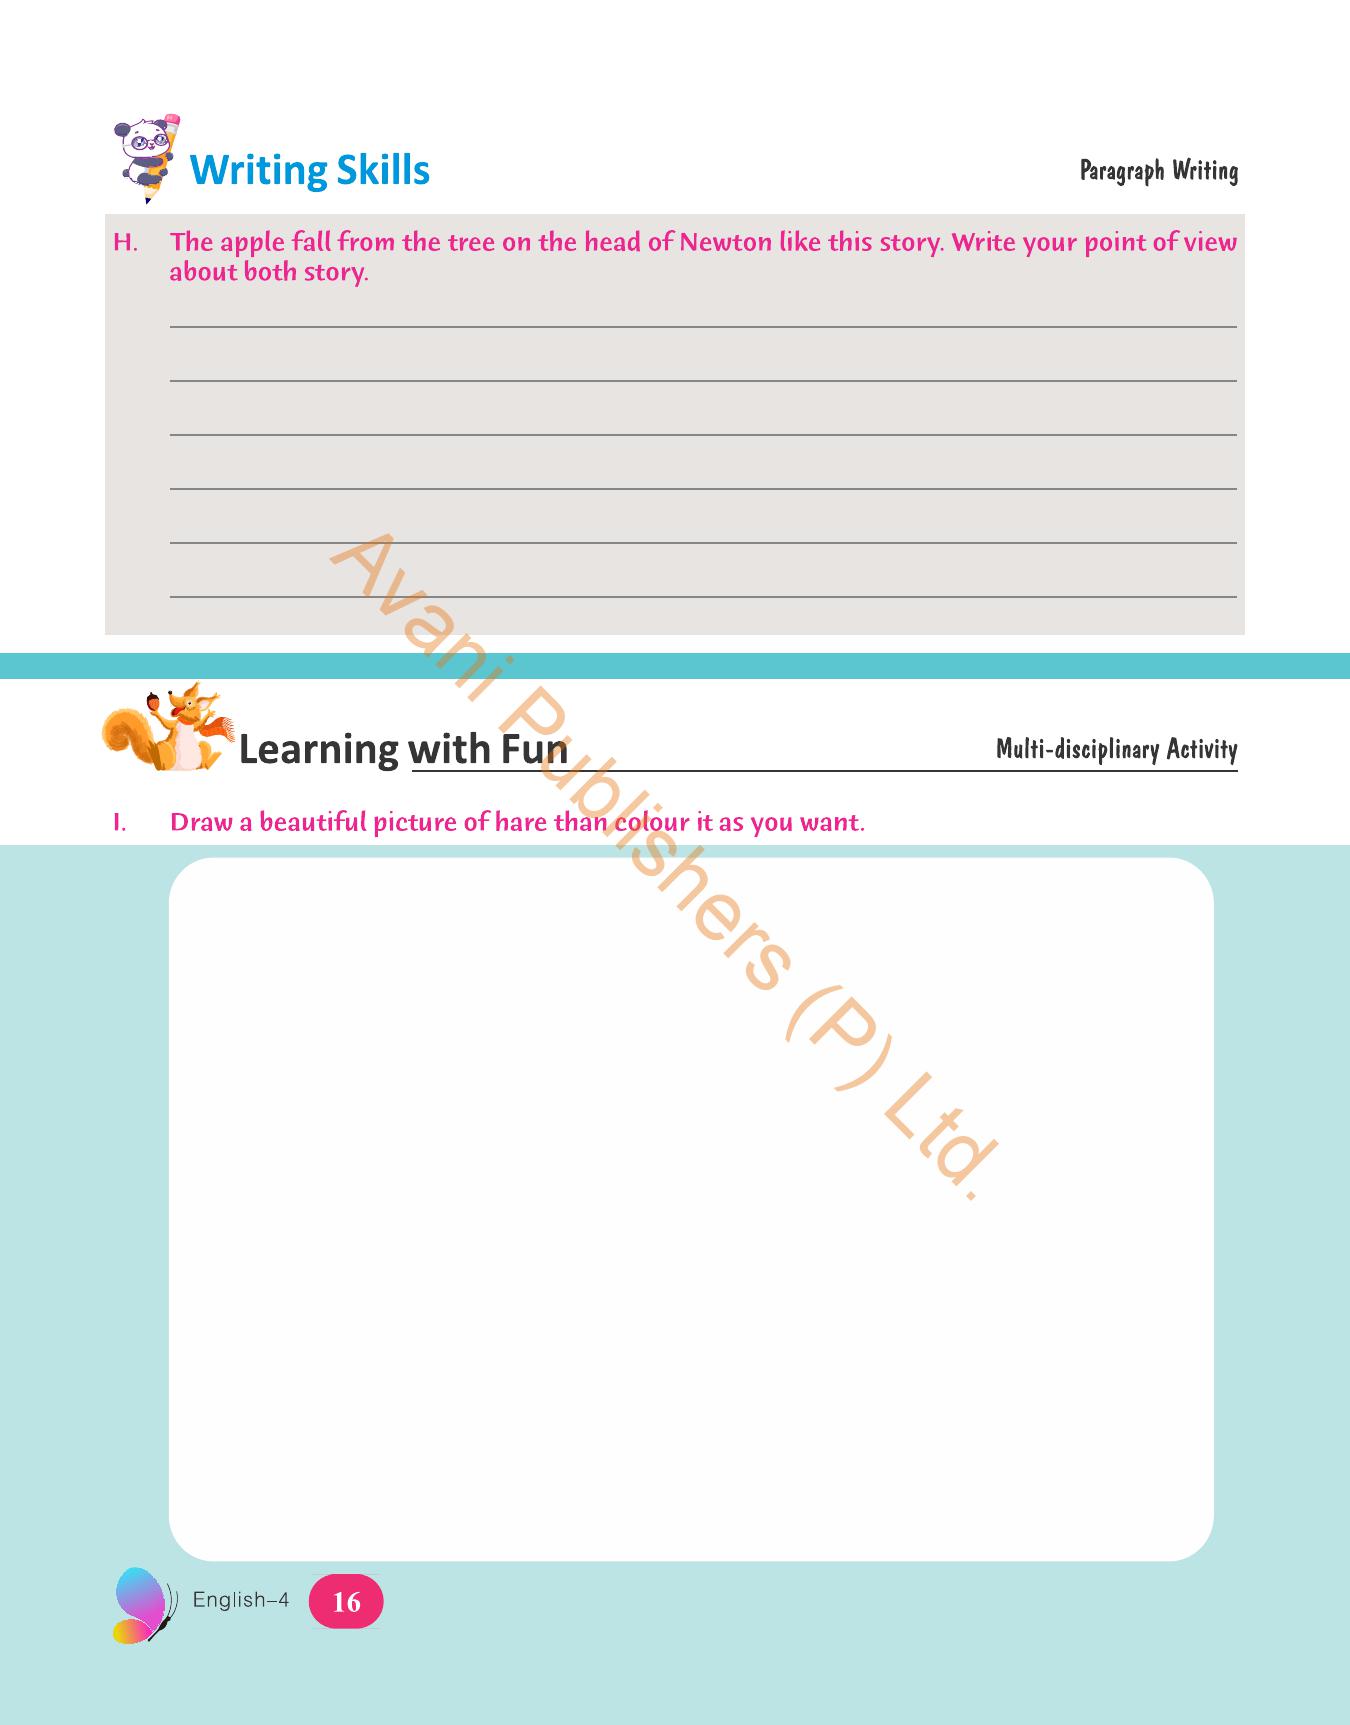 Writing Skills
Paragraph Writing
H. The apple fall from the tree on the head of Newton like this story. Write your point of view
about both story.
Avani Publishers (P) Ltd.
Learning with Fun
Multi-disciplinary Activity
I. Draw a beautiful picture of hare than colour it as you want.
English–4
16